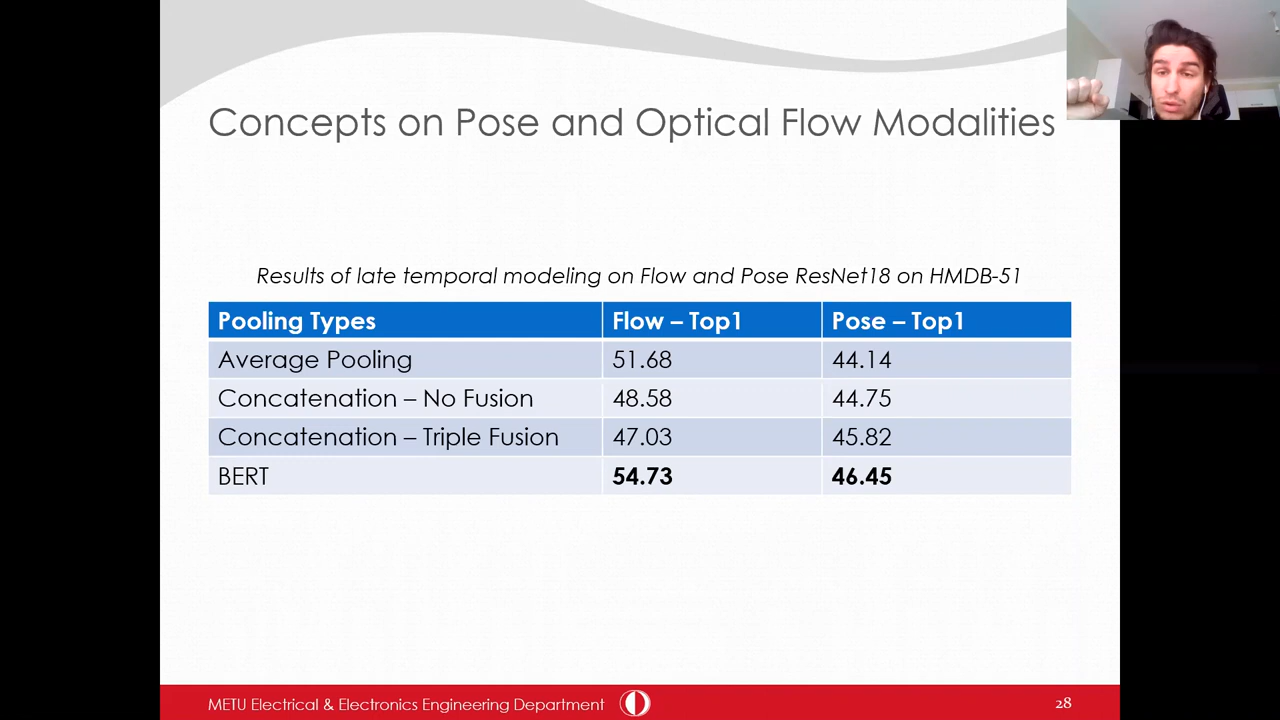 Concepts on Pose and Optical Flow Modalities
Results of late temporal modeling on Flow and Pose ResNet18 on HMDB-51
Pooling Types Flow – Top1 Pose – Top1
Average Pooling 51.68 44.14
Concatenation – No Fusion 48.58 44.75
Concatenation – Triple Fusion 47.03 45.82
BERT 54.73 46.45
METU Electrical & Electronics Engineering Department 28